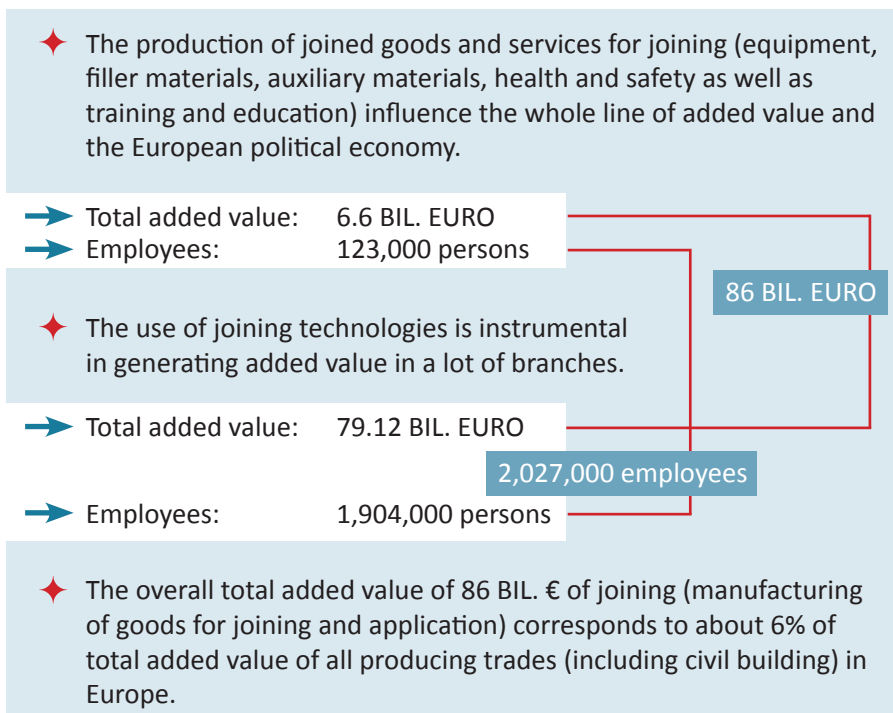 The production of joined goods and services for joining (equipment,
filler materials, auxiliary materials, health and safety as well as
training and education) influence the whole line of added value and
the European political economy.
Total added value: 6.6 BIL. EURO
Employees: 123,000 persons
86 BIL. EURO
The use of joining technologies is instrumental
in generating added value in a lot of branches.
Total added value: 79.12 BIL. EURO
2,027,000 employees
Employees: 1,904,000 persons
The overall total added value of 86 BIL. € of joining (manufacturing
of goods for joining and application) corresponds to about 6% of
total added value of all producing trades (including civil building) in
Europe.